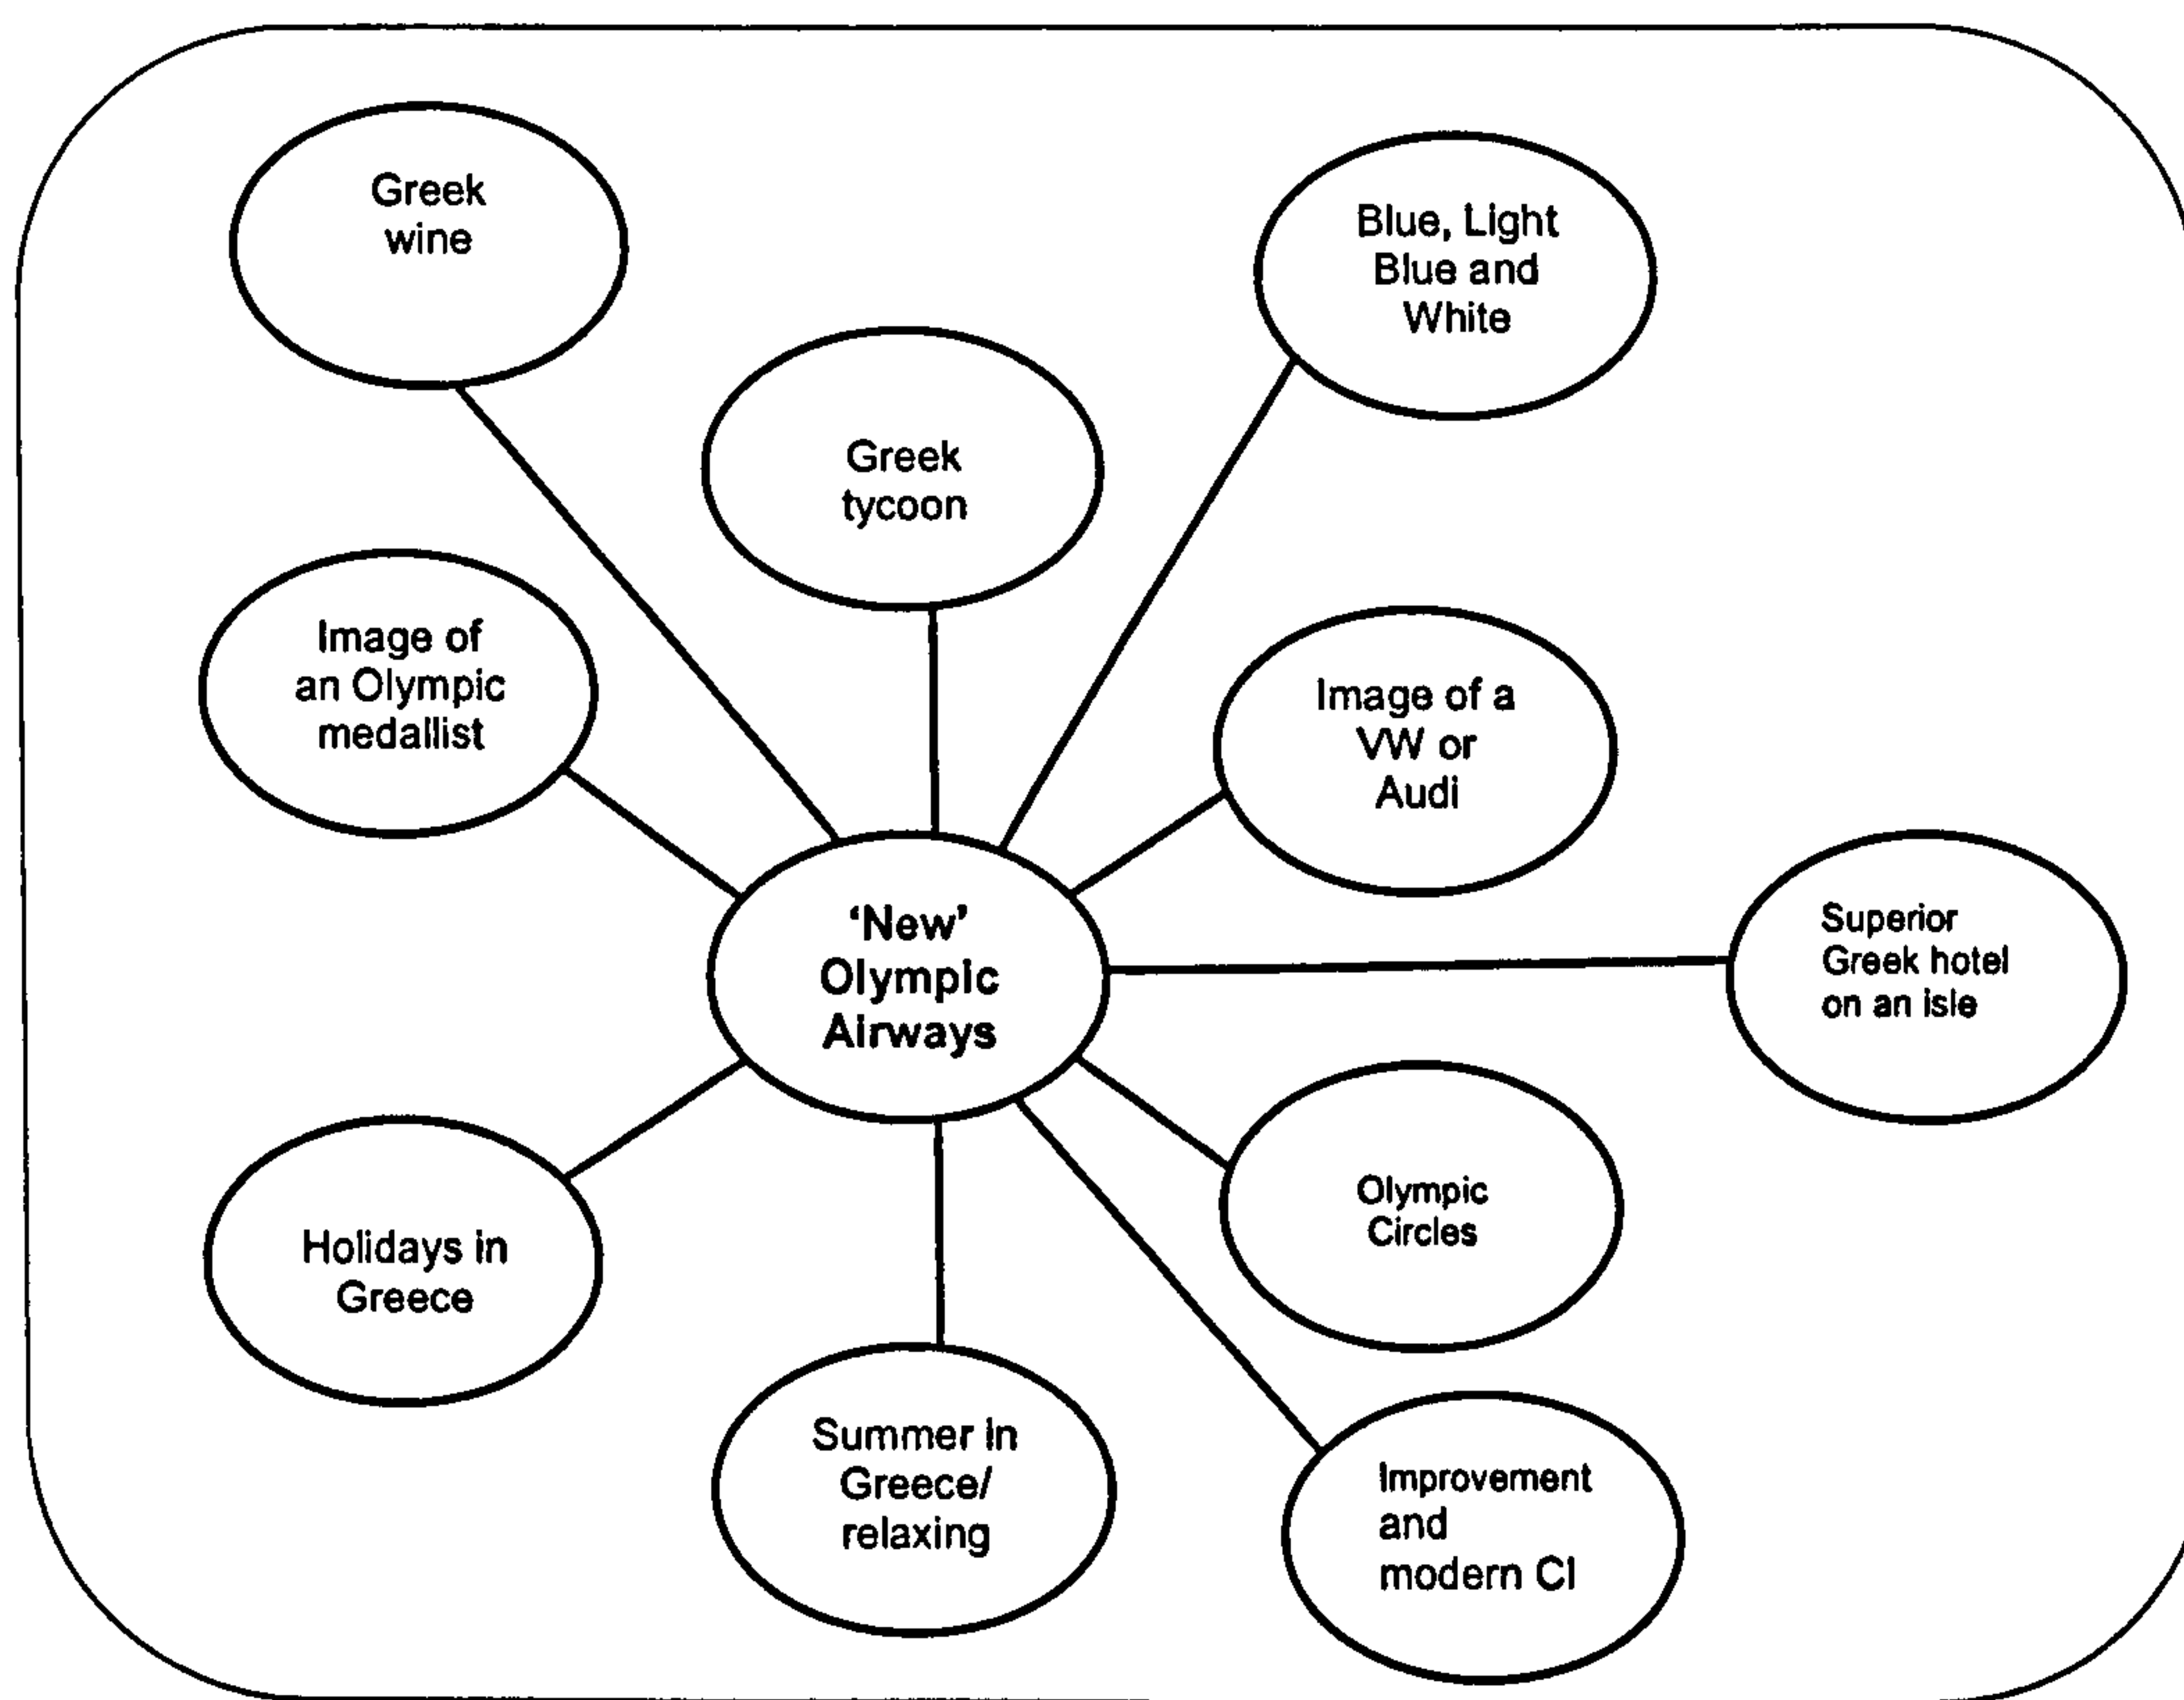 Greek
wine
Blue, Light
Blue and
White
Greek
tycoon
Image of
an Olympic
medallist
Image of a
VW or
Audi
‘New’
Olympic
Airways
Superior
Greek hotel
on an isle
Olympic
Circles
Holidays in
Greece
Summer in
Greece/
relaxing
Improvement
and
modern CI